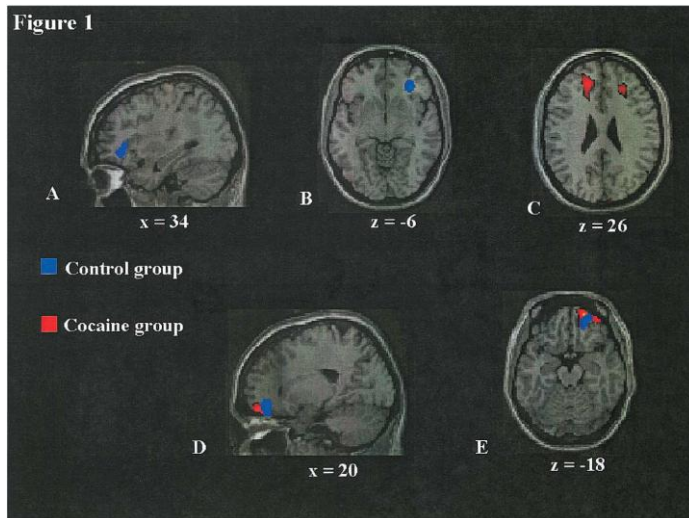 Figure 1
A
x = 34
B
z = -6
C
z = 26
Control group
Cocaine group
D
x = 20
E
z = -18